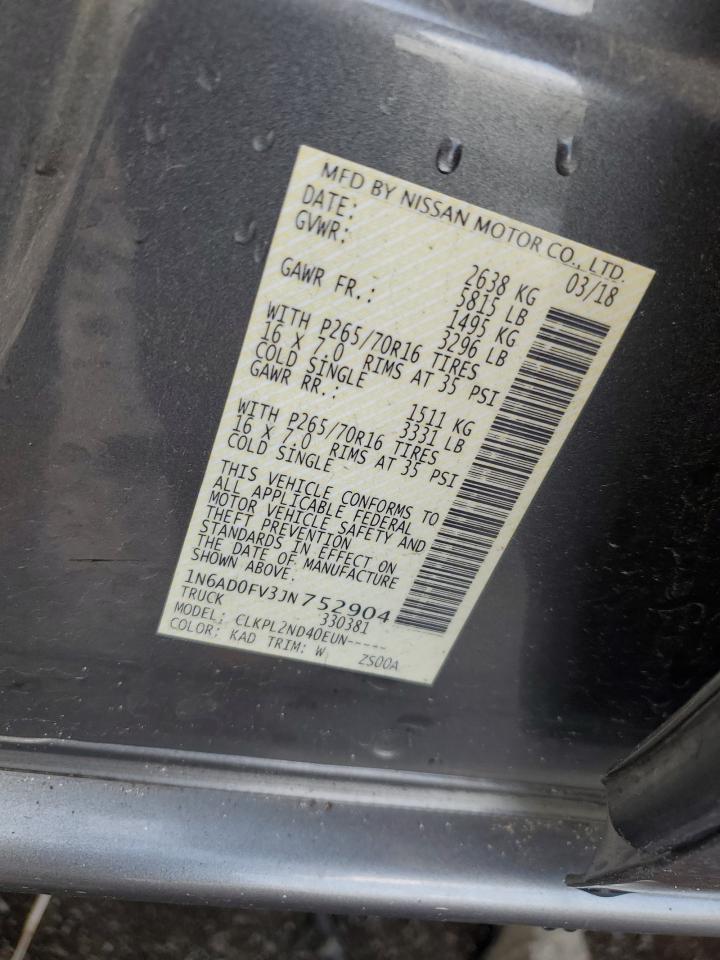 MFD BY NISSAN MOTOR CO., LTD.
DATE: 03/18
GVWR: 2638 KG
5815 LB
GAWR FR.: 1495 KG
3296 LB
WITH P265/70R16 TIRES
16 X 7.0 RIMS AT 35 PSI
COLD SINGLE
GAWR RR.: 1511 KG
3331 LB
WITH P265/70R16 TIRES
16 X 7.0 RIMS AT 35 PSI
COLD SINGLE
THIS VEHICLE CONFORMS TO
ALL APPLICABLE FEDERAL
MOTOR VEHICLE SAFETY AND
THEFT PREVENTION
STANDARDS IN EFFECT ON
THE DATE OF MANUFACTURE
SHOWN ABOVE.
1N6AD0FV3JN752904
TRUCK 330381
MODEL: CLKPL2ND40EUN-----
COLOR: KAD TRIM: W ZS00A